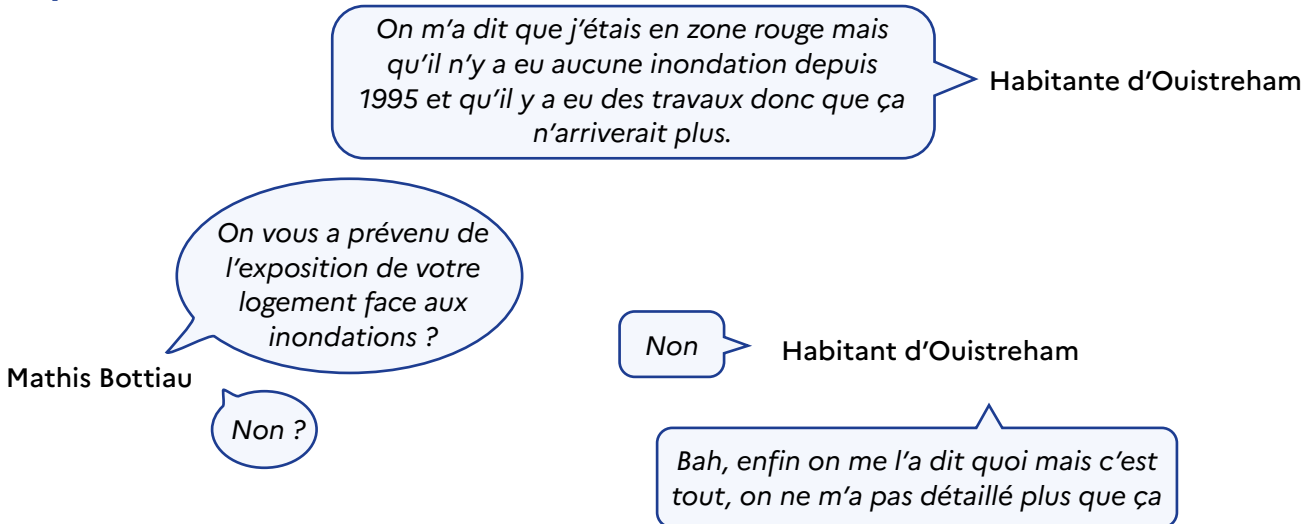 On m'a dit que j'étais en zone rouge mais
qu'il n'y a eu aucune inondation depuis
1995 et qu'il y a eu des travaux donc que ça
n'arriverait plus.
Habitante d'Ouistreham
On vous a prévenu de
l'exposition de votre
logement face aux
inondations ?
Mathis Bottiau
Non
Habitant d'Ouistreham
Non ?
Bah, enfin on me l'a dit quoi mais c'est
tout, on ne m'a pas détaillé plus que ça